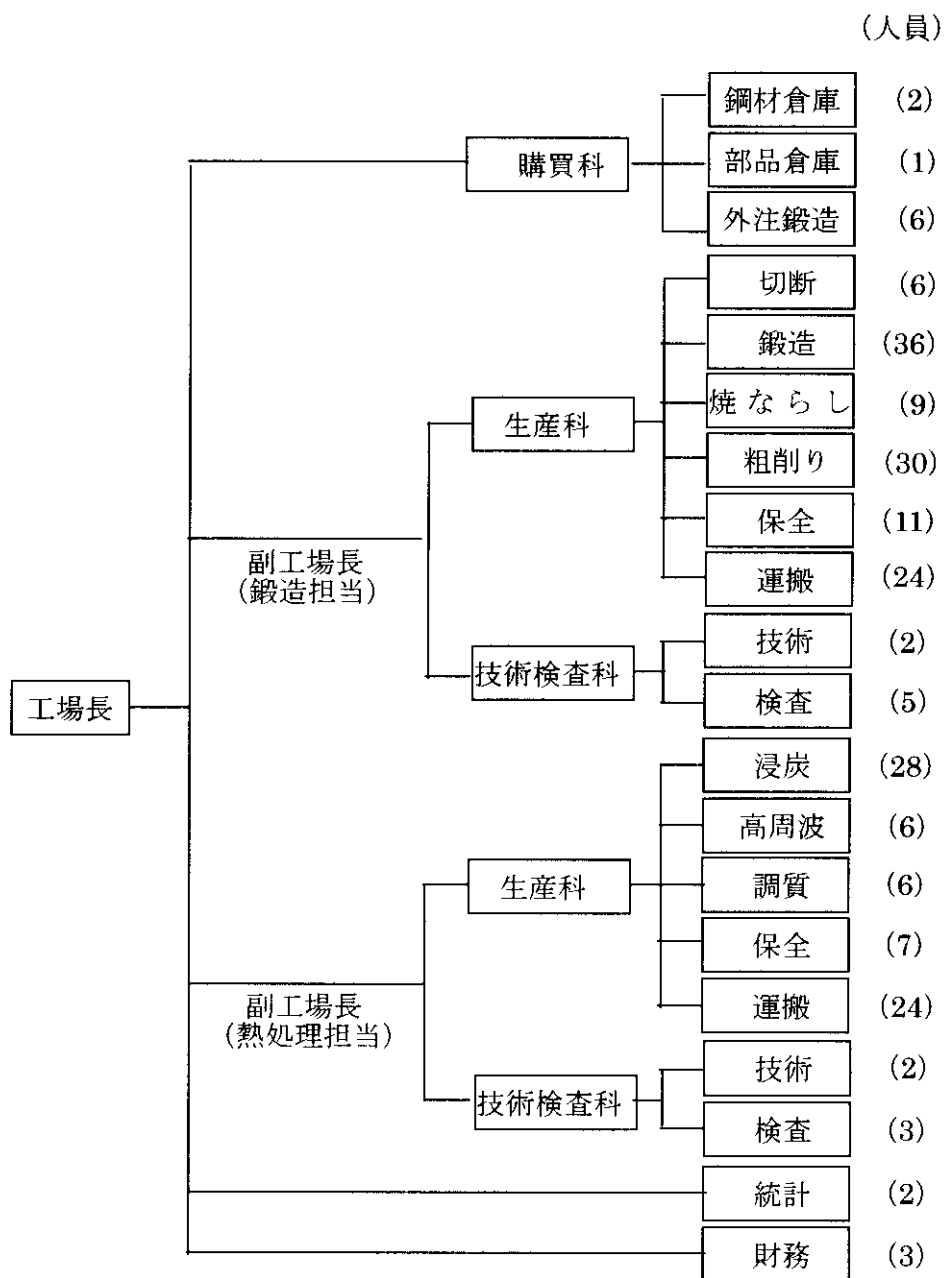 (人員)
鋼材倉庫 (2)
購買科 部品倉庫 (1)
外注鍛造 (6)
切断 (6)
鍛造 (36)
焼ならし (9)
生産科
粗削り (30)
保全 (11)
副工場長
(鍛造担当)
運搬 (24)
技術 (2)
技術検査科
検査 (5)
工場長
浸炭 (28)
高周波 (6)
生産科 調質 (6)
保全 (7)
副工場長
(熱処理担当)
運搬 (24)
技術 (2)
技術検査科
検査 (3)
統計 (2)
財務 (3)